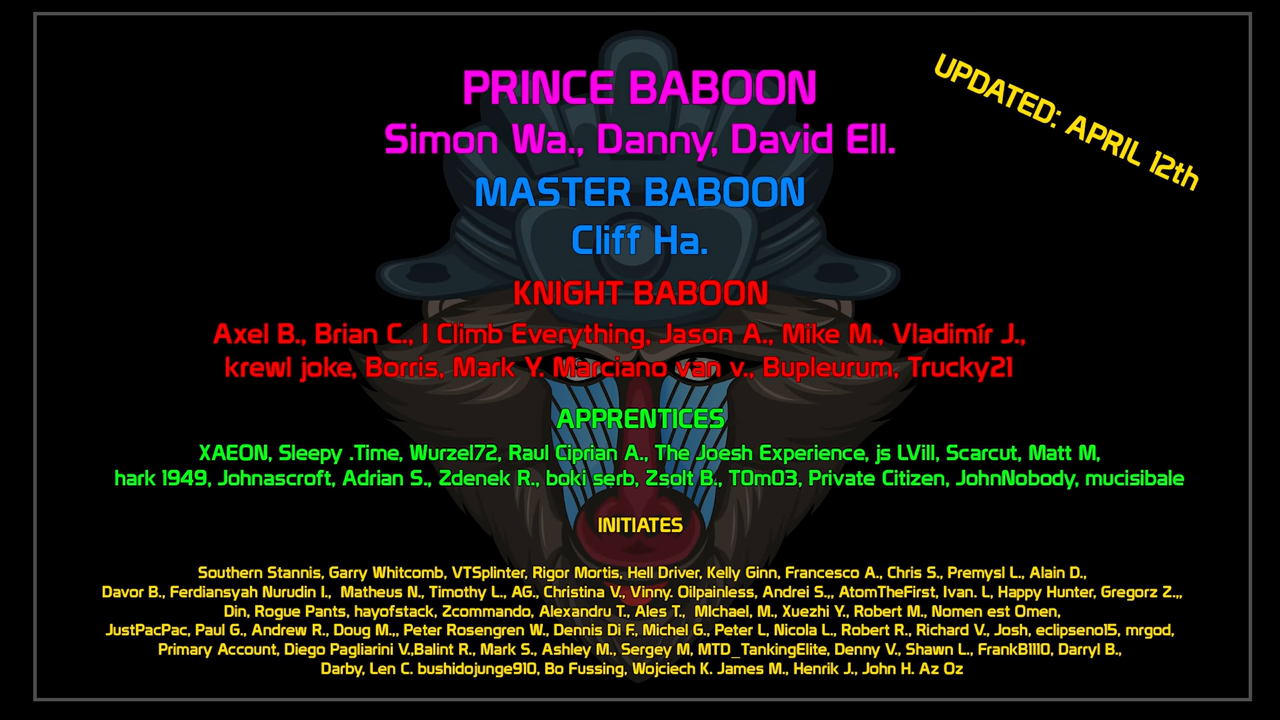 PRINCE BABOON
UPDATED: APRIL 12th
Simon Wa., Danny, David Ell.
MASTER BABOON
Cliff Ha.
KNIGHT BABOON
Axel B., Brian C., I Climb Everything, Jason A., Mike M., Vladimír J.,
krewl joke, Borris, Mark Y. Marciano van v., Bupleurum, Trucky21
APPRENTICES
XAEON, Sleepy .Time, Wurzel72, Raul Ciprian A., The Joesh Experience, js LVill, Scarcut, Matt M,
hark 1949, Johnascroft, Adrian S., Zdenek R., boki serb, Zsolt B., T0m03, Private Citizen, JohnNobody, mucisibale
INITIATES
Southern Stannis, Garry Whitcomb, VTSplinter, Rigor Mortis, Hell Driver, Kelly Ginn, Francesco A., Chris S., Premysl L., Alain D.,
Davor B., Ferdiansyah Nurudin I., Matheus N., Timothy L., AG., Christina V., Vinny. Oilpainless, Andrei S.,, AtomTheFirst, Ivan. L, Happy Hunter, Gregorz Z.,,
Din, Rogue Pants, hayofstack, Zcommando, Alexandru T., Ales T., MIchael, M., Xuezhi Y., Robert M., Nomen est Omen,
JustPacPac, Paul G., Andrew R., Doug M.,, Peter Rosengren W., Dennis Di F., Michel G., Peter L, Nicola L., Robert R., Richard V., Josh, eclipseno15, mrgod,
Primary Account, Diego Pagliarini V.,Balint R., Mark S., Ashley M., Sergey M, MTD_TankingElite, Denny V., Shawn L., FrankB1110, Darryl B.,
Darby, Len C. bushidojunge910, Bo Fussing, Wojciech K. James M., Henrik J., John H. Az Oz